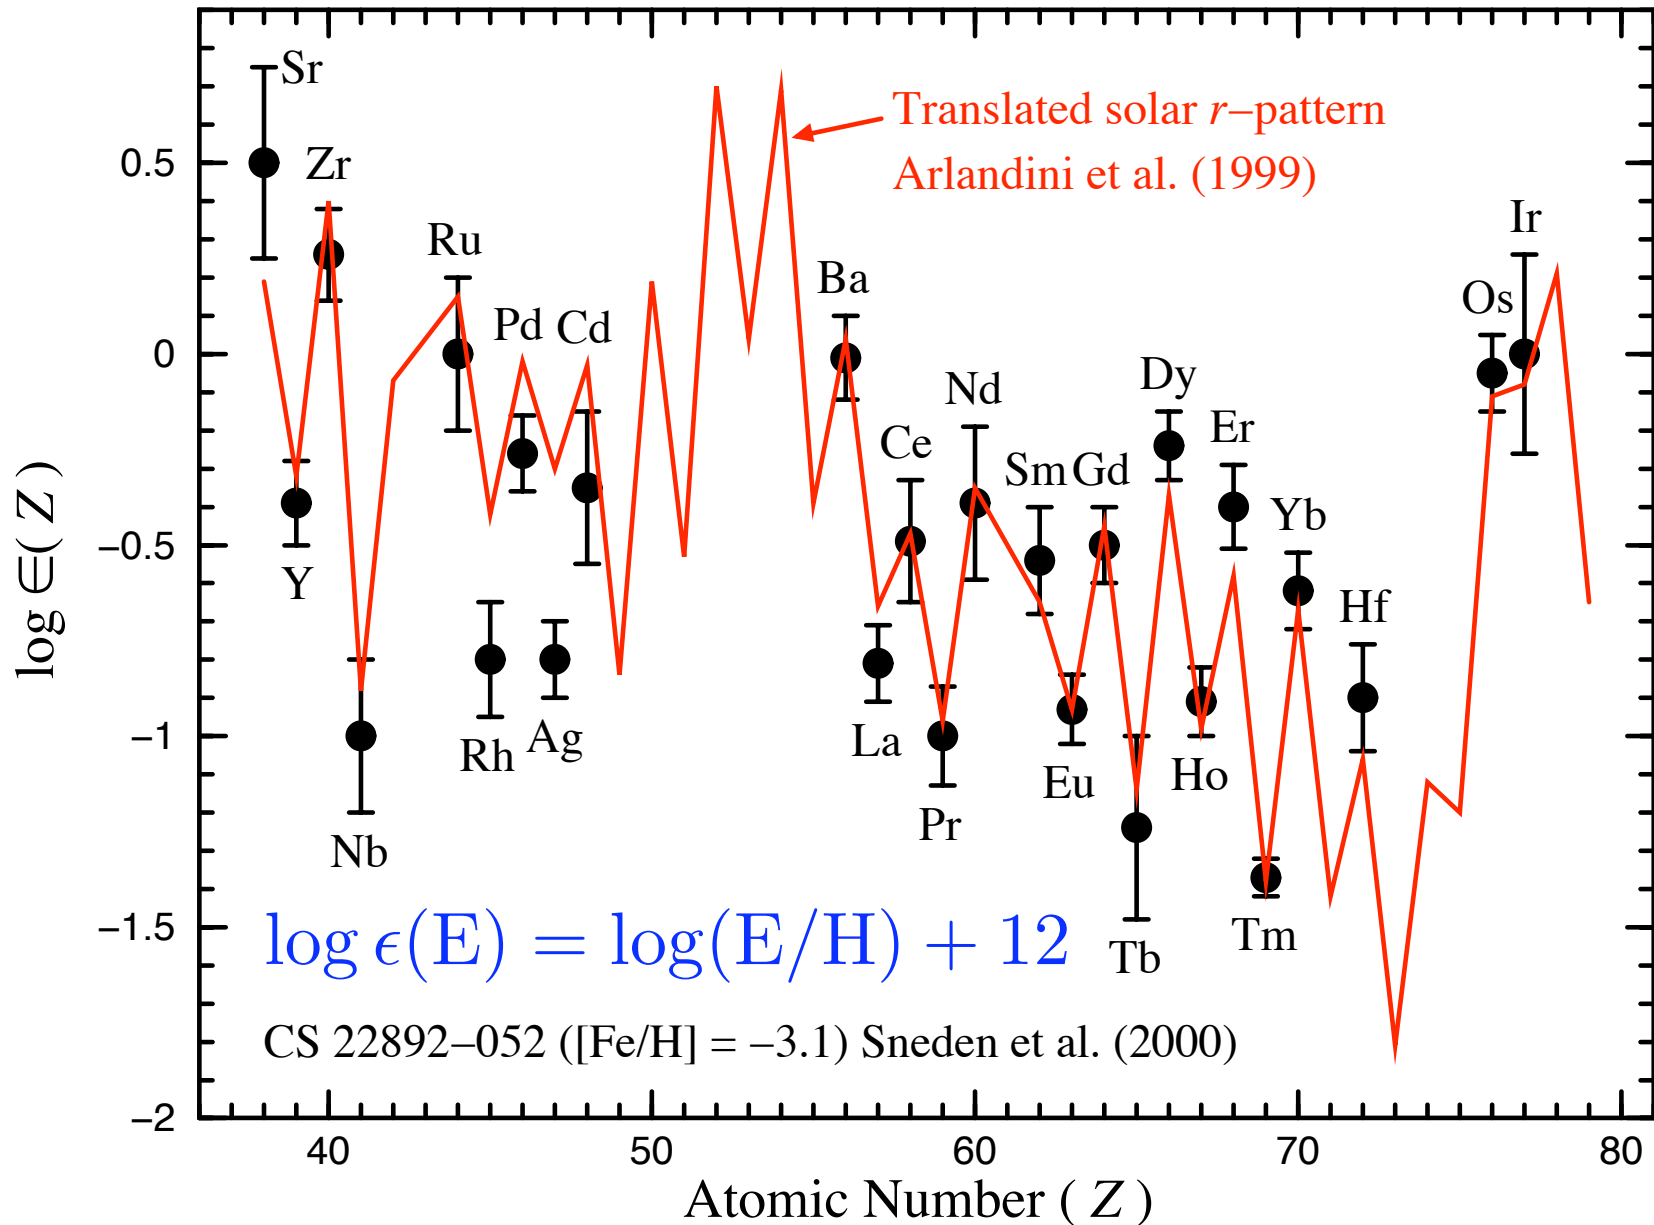 Sr
Zr
Ru
Pd
Cd
Ba
Ce
Nd
Sm
Gd
Dy
Er
Yb
Hf
Os
Ir
Y
Nb
Rh
Ag
La
Pr
Eu
Tb
Ho
Tm
Translated solar r−pattern
Arlandini et al. (1999)
log ϵ(E) = log(E/H) + 12
CS 22892−052 ([Fe/H] = −3.1) Sneden et al. (2000)
log ∈( Z )
0.5
0
−0.5
−1
−1.5
−2
40
50
60
70
80
Atomic Number ( Z )